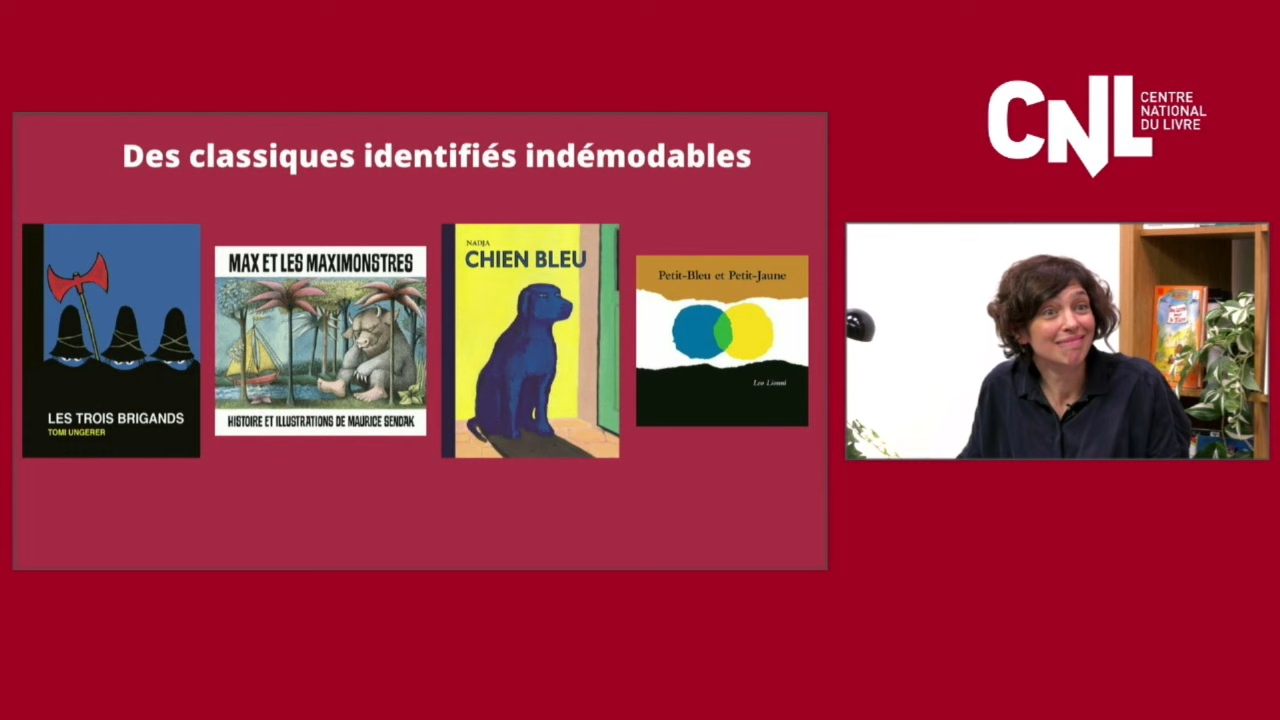 Des classiques identifiés indémodables
LES TROIS BRIGANDS
TOMI UNGERER
MAX ET LES MAXIMONSTRES
HISTOIRE ET ILLUSTRATIONS DE MAURICE SENDAK
NADJA
CHIEN BLEU
Petit-Bleu et Petit-Jaune
Leo Lionni
CNL
CENTRE
NATIONAL
DU LIVRE